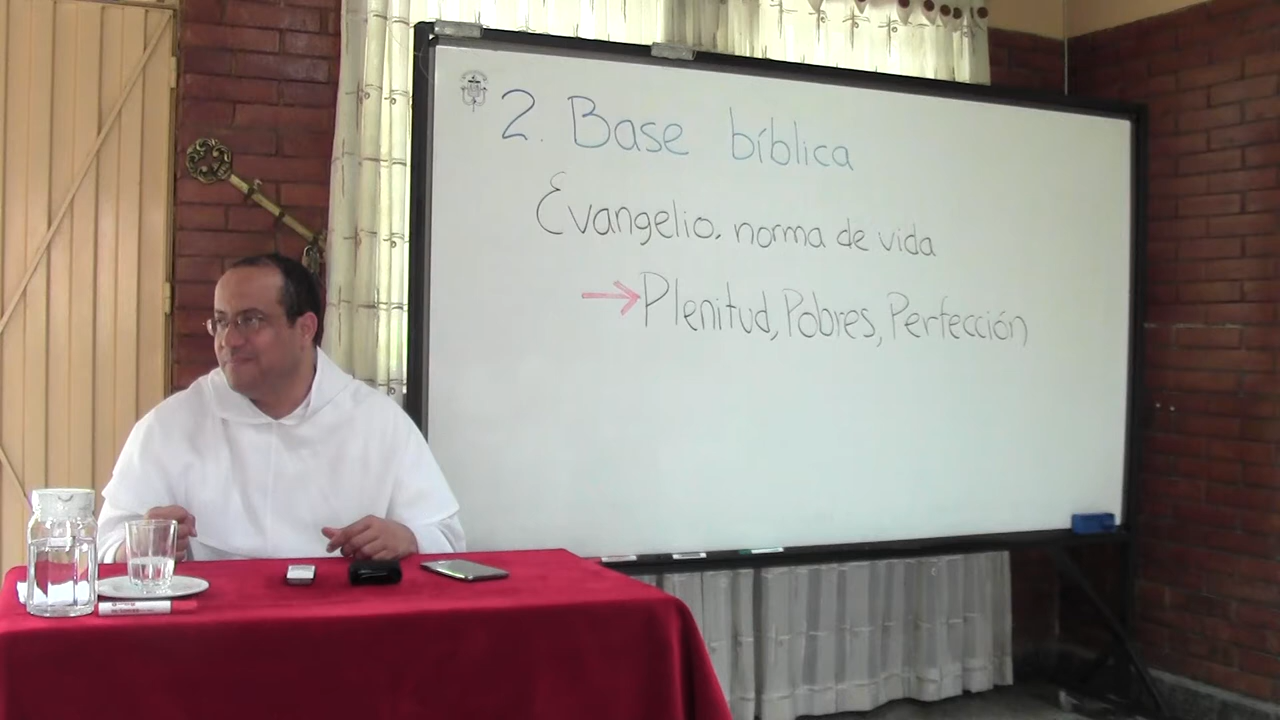 2. Base bíblica
Evangelio, norma de vida
→ Plenitud, Pobres, Perfección